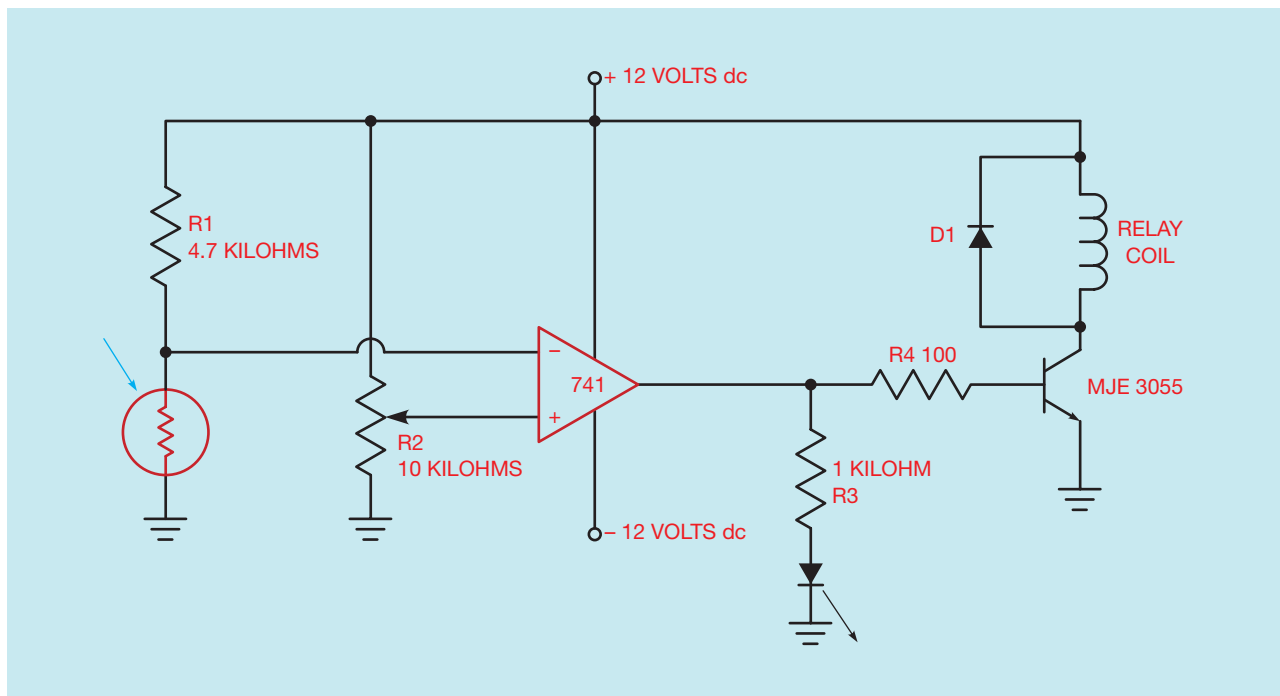 + 12 VOLTS dc
R1
4.7 KILOHMS
D1
RELAY
COIL
−
741
+
R4 100
MJE 3055
R2
10 KILOHMS
1 KILOHM
R3
− 12 VOLTS dc